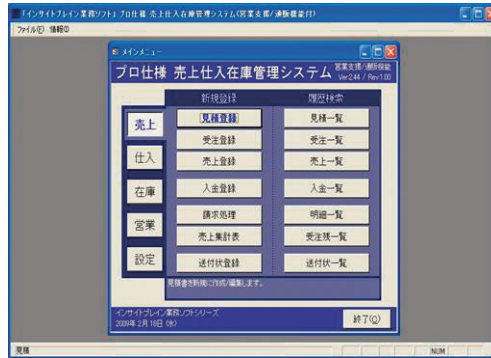 「インサイトブレイン業務ソフト」 プロ仕様 売上仕入在庫管理システム(営業支援/通販機能付)
ファイル(F) 情報(I)
メインメニュー
プロ仕様 売上仕入在庫管理システム 営業支援/通販機能
Ver2.44 / Rev1.00
新規登録 履歴検索
売上 仕入 在庫 営業 設定
見積登録 見積一覧
受注登録 受注一覧
売上登録 売上一覧
入金登録 入金一覧
請求処理 明細一覧
売上集計表 受注残一覧
送付状登録 送付状一覧
見積書を新規に作成/編集します。
インサイトブレイン業務ソフトシリーズ
2009年 2月18日 (水)
終了(Q)
見積 NUM